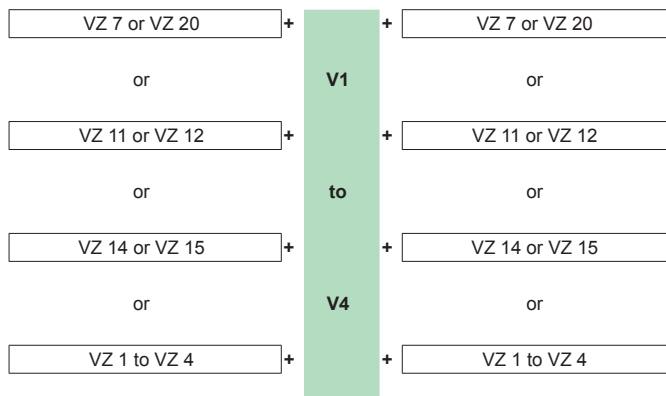 VZ 7 or VZ 20 + + VZ 7 or VZ 20
or V1 or
VZ 11 or VZ 12 + + VZ 11 or VZ 12
or to or
VZ 14 or VZ 15 + + VZ 14 or VZ 15
or V4 or
VZ 1 to VZ 4 + + VZ 1 to VZ 4